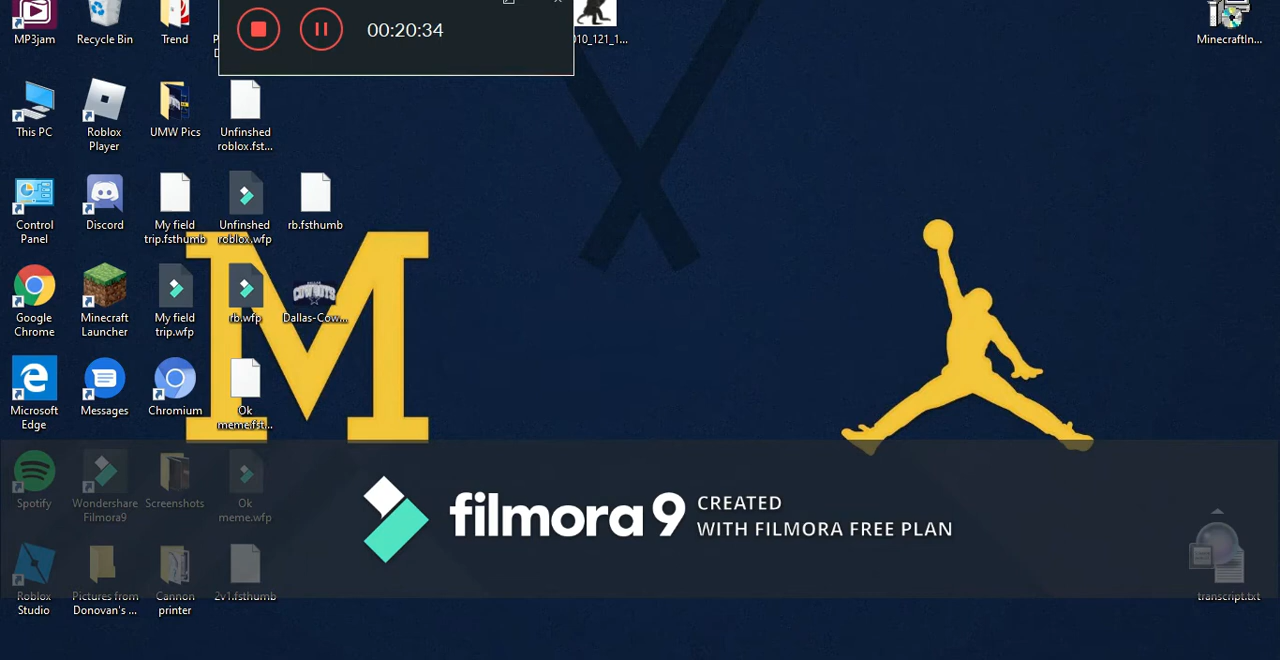 00:20:34
MP3jam
Recycle Bin
Trend
010_121_1...
MinecraftIn...
This PC
Roblox
Player
UMW Pics
Unfinshed
roblox.fst...
Control
Panel
Discord
My field
trip.fsthumb
Unfinshed
roblox.wfp
rb.fsthumb
M
Google
Chrome
Minecraft
Launcher
My field
trip.wfp
rb.wfp
COWBOYS
Dallas-Cow...
Microsoft
Edge
Messages
Chromium
Ok
meme.fst...
Spotify
Wondershare
Filmora9
Screenshots
Ok
meme.wfp
filmora 9
CREATED
WITH FILMORA FREE PLAN
Roblox
Studio
Pictures from
Donovan's ...
Cannon
printer
2v1.fsthumb
transcript.txt